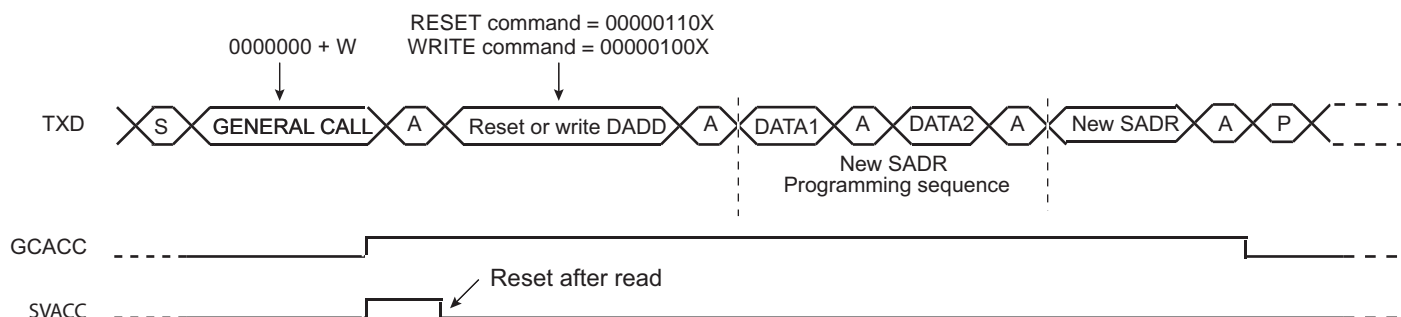 RESET command = 00000110X
0000000 + W WRITE command = 00000100X
TXD S GENERAL CALL A Reset or write DADD A DATA1 A DATA2 A New SADR A P
New SADR
Programming sequence
GCACC
Reset after read
SVACC